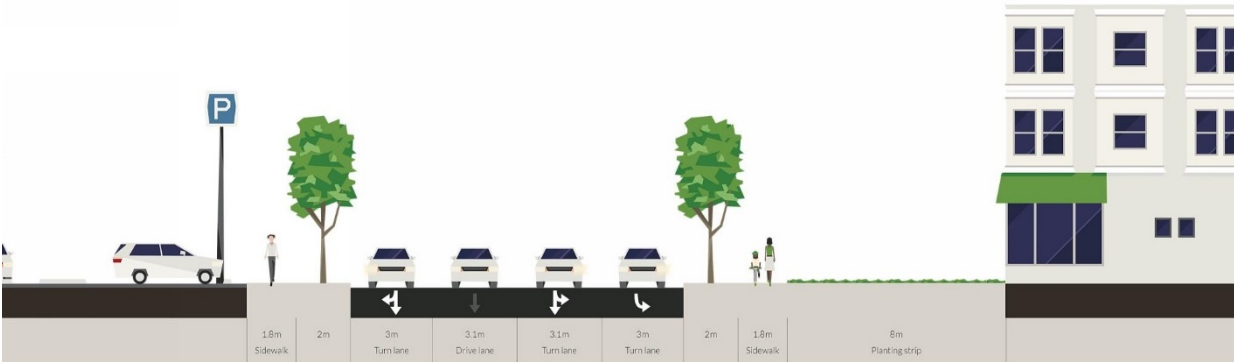 P
1.8m
Sidewalk
2m
3m
Turn lane
3.1m
Drive lane
3.1m
Turn lane
3m
Turn lane
2m
1.8m
Sidewalk
8m
Planting strip